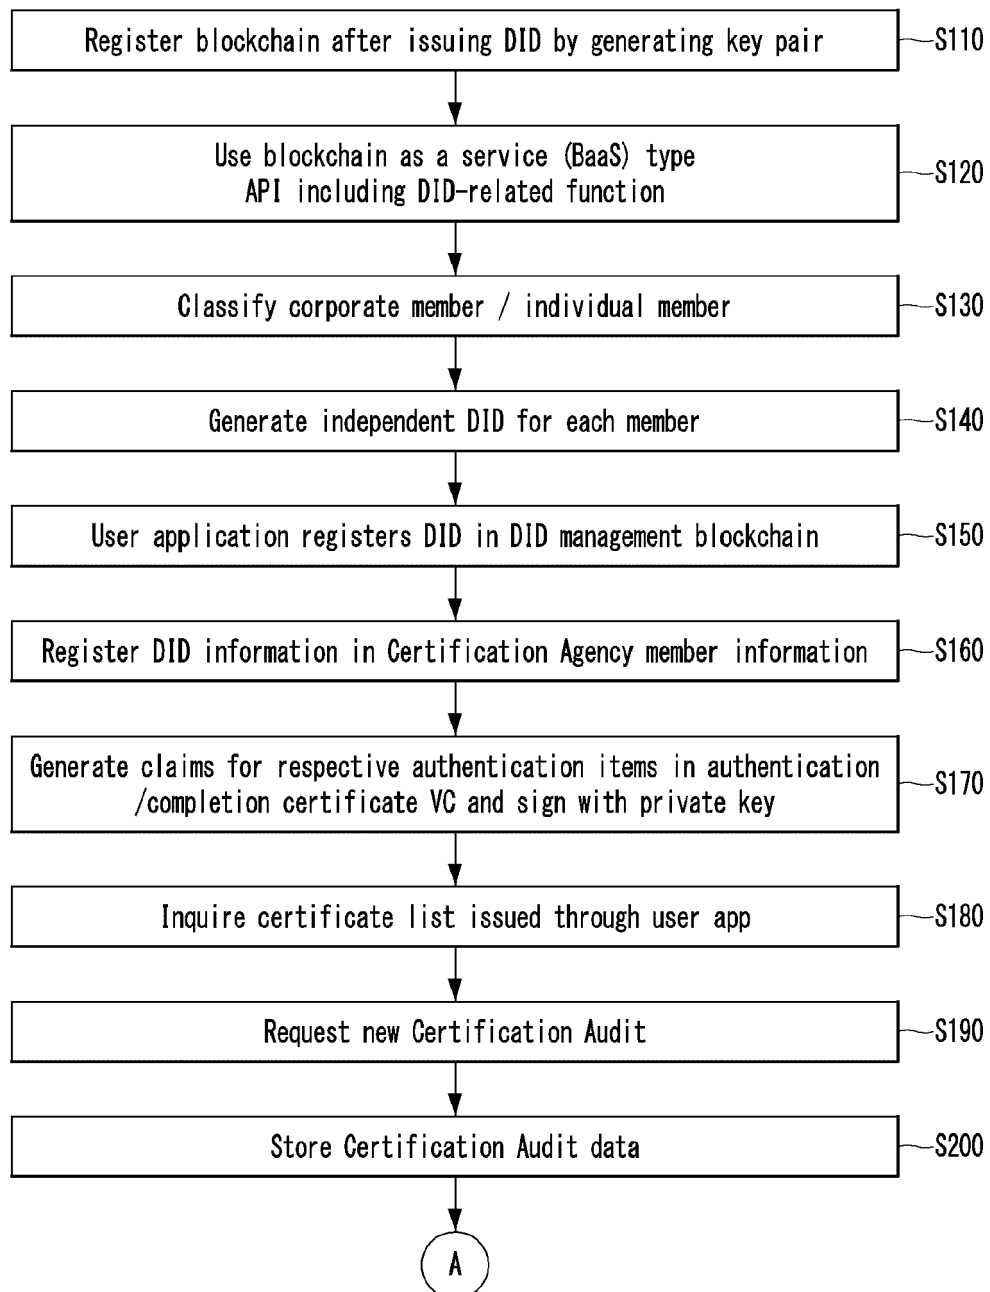 Register blockchain after issuing DID by generating key pair
S110
Use blockchain as a service (BaaS) type
API including DID-related function
S120
Classify corporate member / individual member
S130
Generate independent DID for each member
S140
User application registers DID in DID management blockchain
S150
Register DID information in Certification Agency member information
S160
Generate claims for respective authentication items in authentication
/completion certificate VC and sign with private key
S170
Inquire certificate list issued through user app
S180
Request new Certification Audit
S190
Store Certification Audit data
S200
A